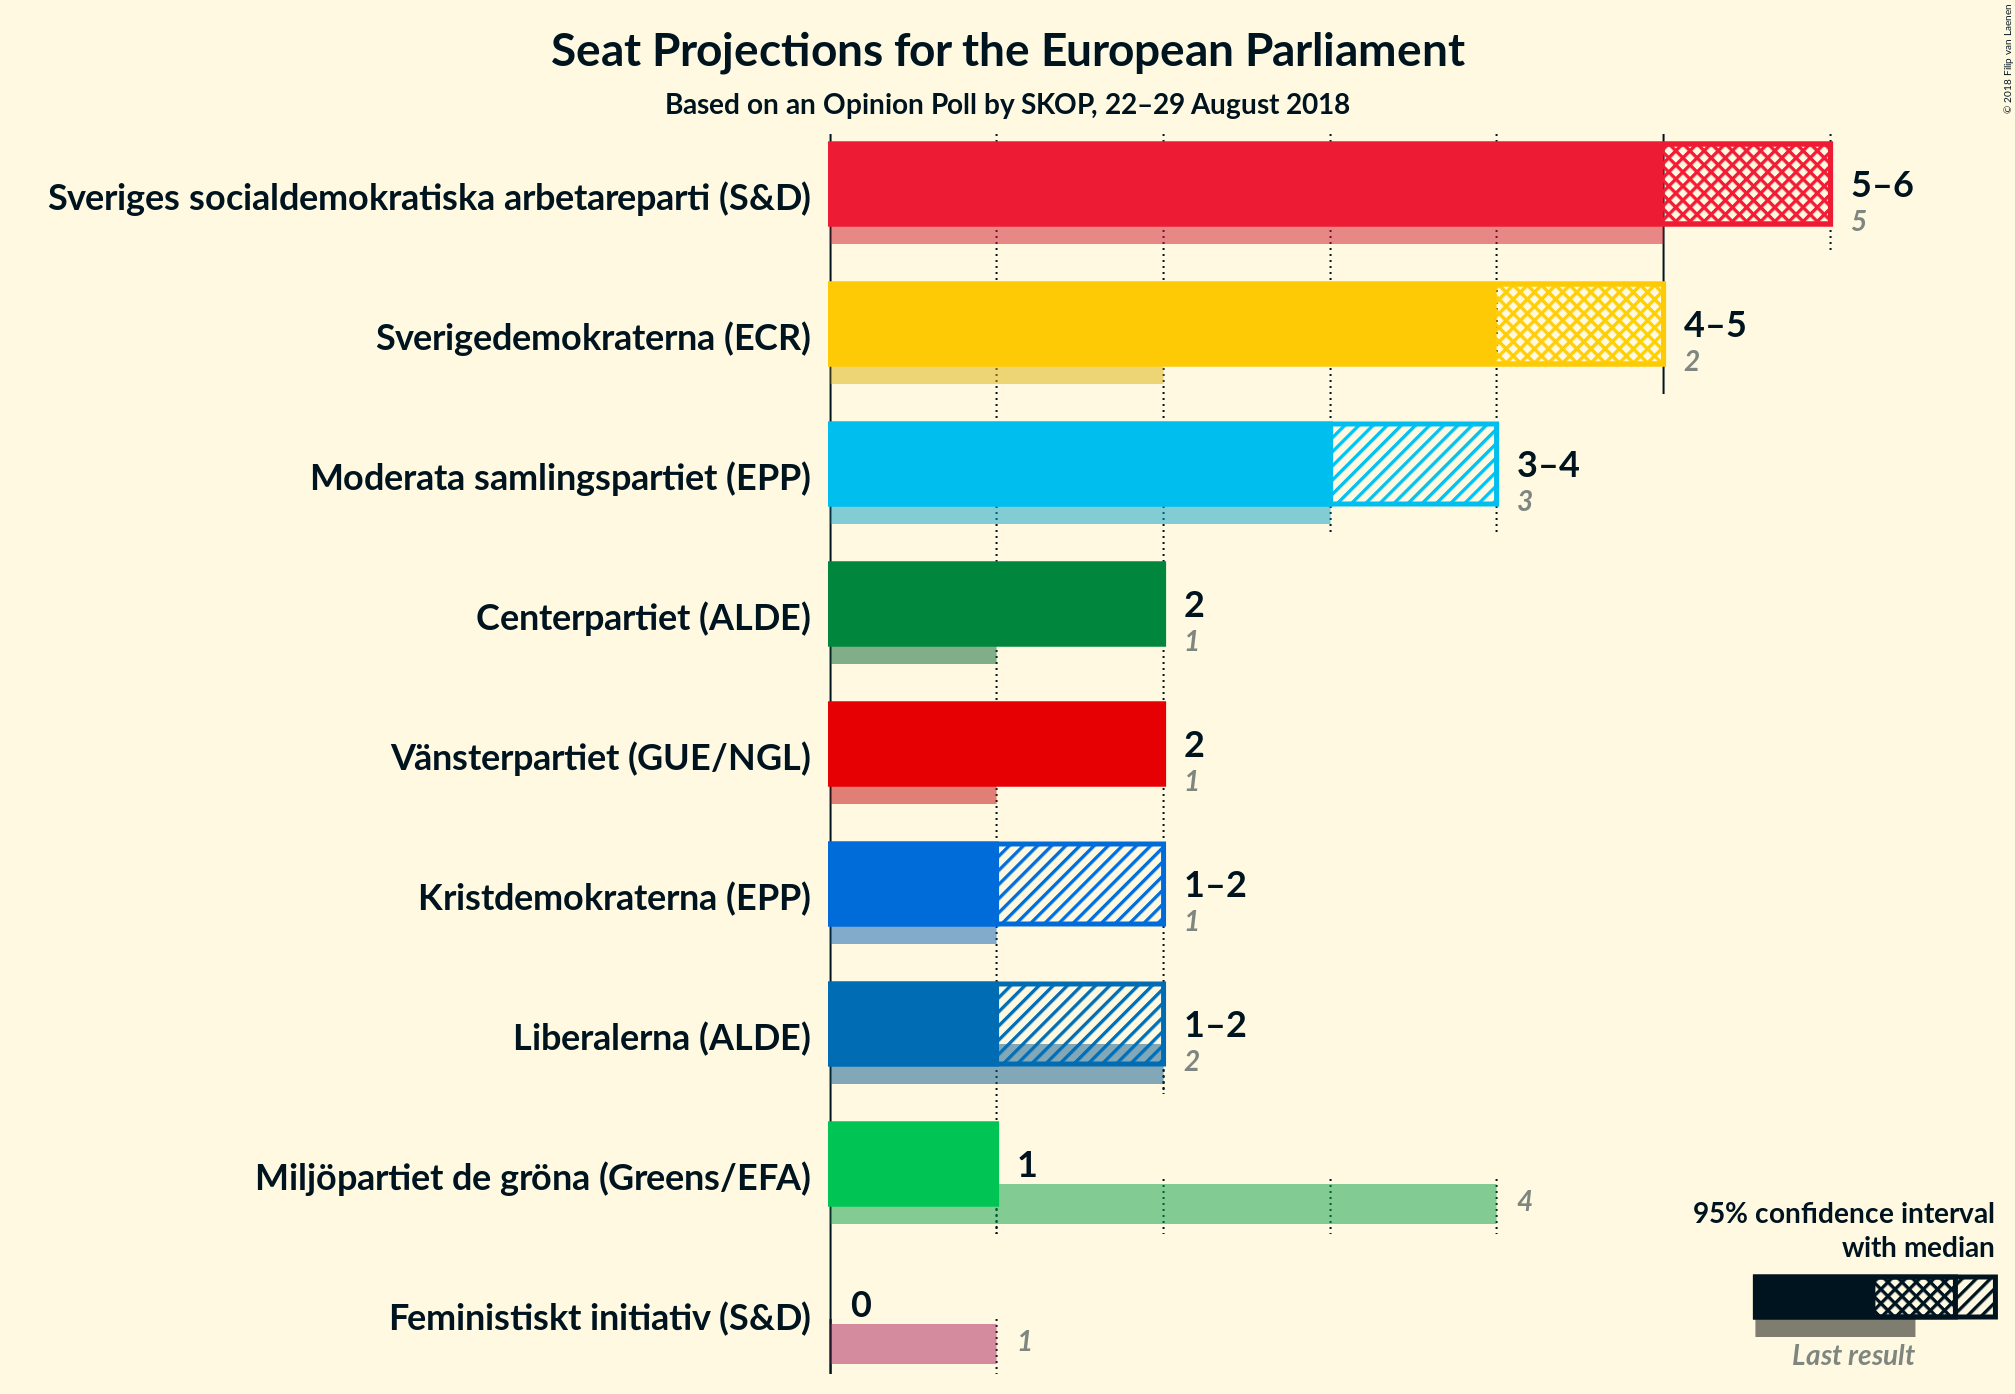 Seat Projections for the European Parliament
Based on an Opinion Poll by SKOP, 22–29 August 2018
© 2018 Filip van Laenen
Sveriges socialdemokratiska arbetareparti (S&D)
5–6
5
Sverigedemokraterna (ECR)
4–5
2
Moderata samlingspartiet (EPP)
3–4
3
Centerpartiet (ALDE)
2
1
Vänsterpartiet (GUE/NGL)
2
1
Kristdemokraterna (EPP)
1–2
1
Liberalerna (ALDE)
1–2
2
Miljöpartiet de gröna (Greens/EFA)
1
4
Feministiskt initiativ (S&D)
0
1
95% confidence interval
with median
Last result